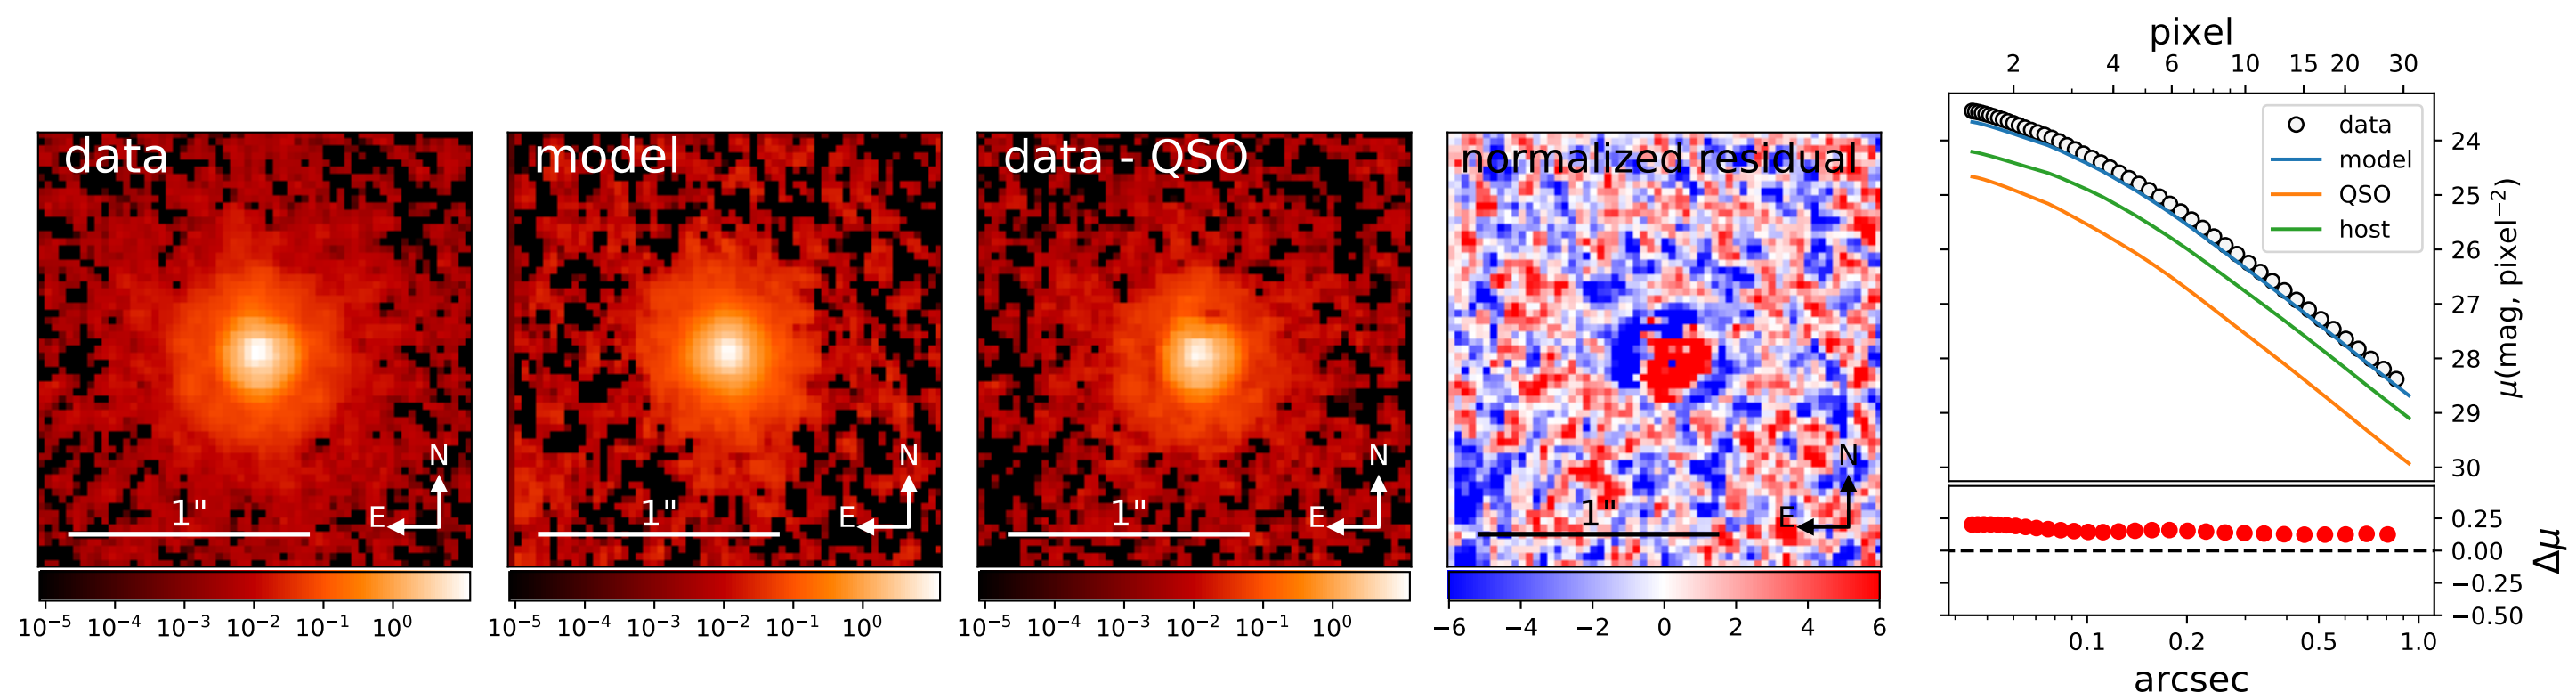 data
1"
N
E
10⁻⁵ 10⁻⁴ 10⁻³ 10⁻² 10⁻¹ 10⁰
model
1"
N
E
10⁻⁵ 10⁻⁴ 10⁻³ 10⁻² 10⁻¹ 10⁰
data - QSO
1"
N
E
10⁻⁵ 10⁻⁴ 10⁻³ 10⁻² 10⁻¹ 10⁰
normalized residual
1"
N
E
−6 −4 −2 0 2 4 6
pixel
2 4 6 10 15 20 30
data
model
QSO
host
24
25
26
27
28
29
30
μ(mag, pixel⁻²)
0.25
0.00
−0.25
−0.50
Δμ
0.1 0.2 0.5 1.0
arcsec